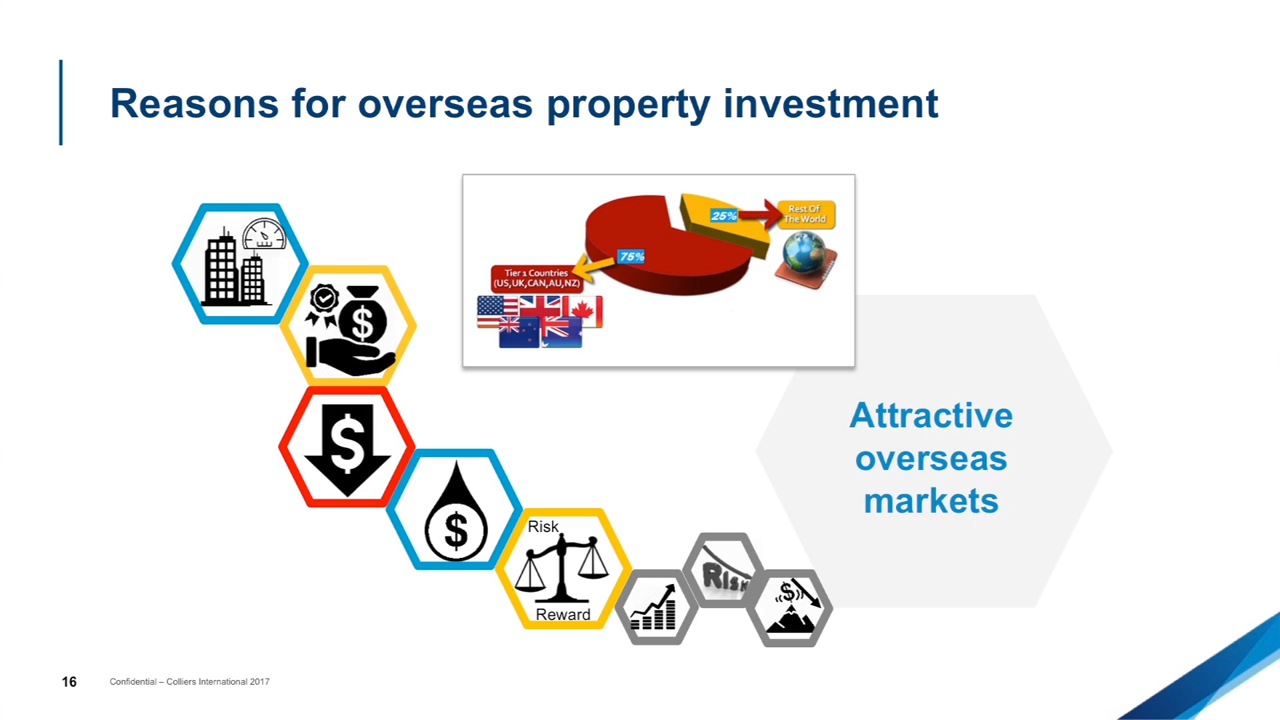 Reasons for overseas property investment
25%
Rest Of
The World
75%
Tier 1 Countries
(US,UK,CAN,AU,NZ)
$
$
Attractive
overseas
markets
$
Risk
Reward
Risk
$
16
Confidential – Colliers International 2017